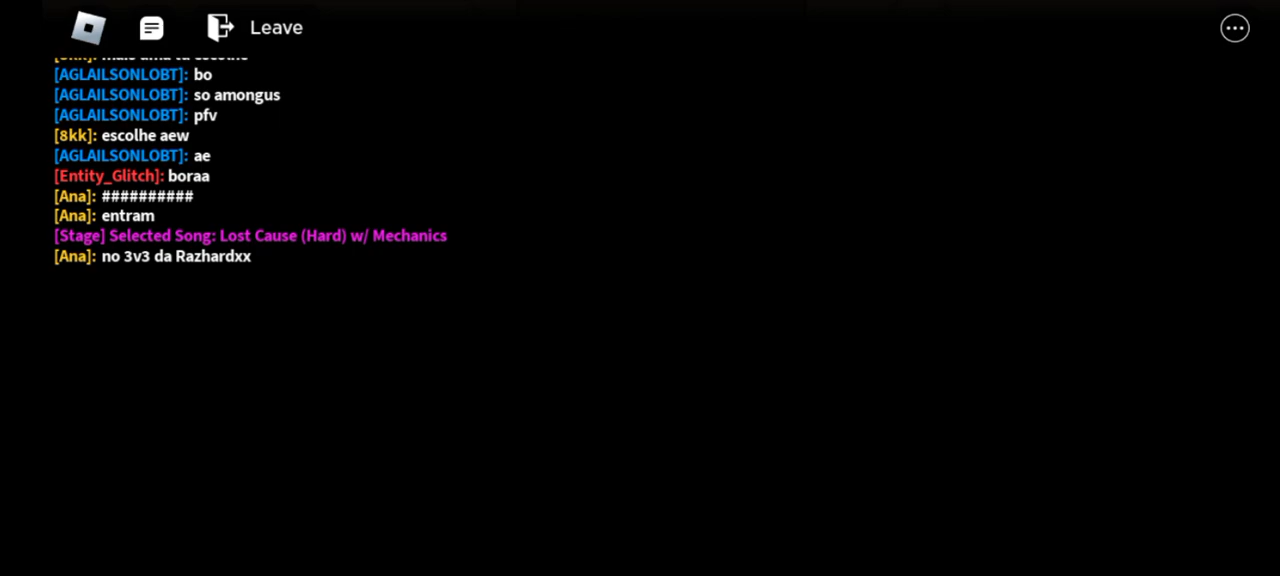 Leave
[AGLAILSONLOBT]: bo
[AGLAILSONLOBT]: so amongus
[AGLAILSONLOBT]: pfv
[8kk]: escolhe aew
[AGLAILSONLOBT]: ae
[Entity_Glitch]: boraa
[Ana]: ##########
[Ana]: entram
[Stage] Selected Song: Lost Cause (Hard) w/ Mechanics
[Ana]: no 3v3 da Razhardxx